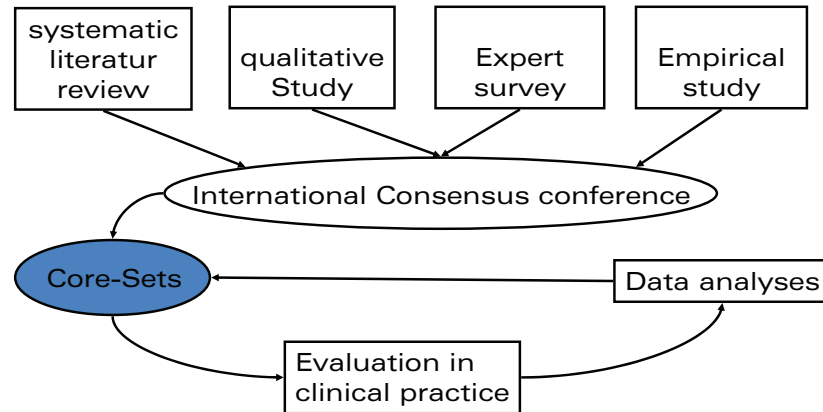 systematic
literatur
review
qualitative
Study
Expert
survey
Empirical
study
International Consensus conference
Core-Sets
Data analyses
Evaluation in
clinical practice